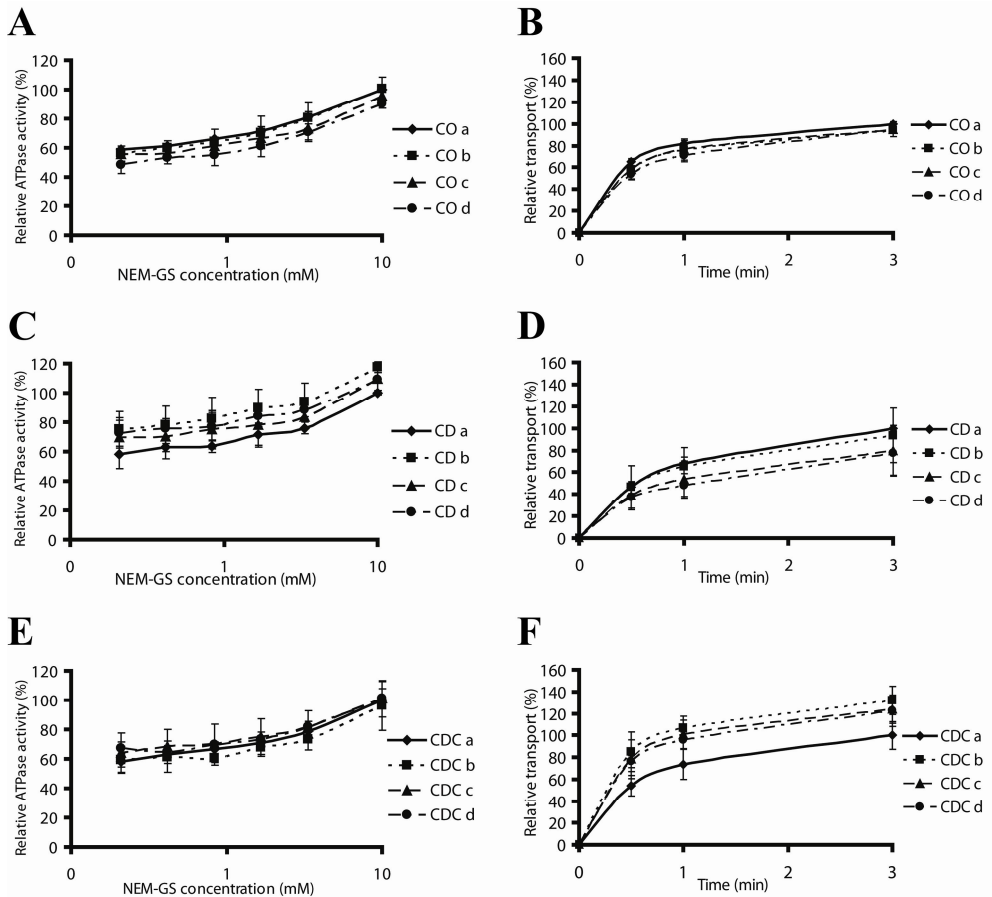 A
Relative ATPase activity (%)
120
100
80
60
40
20
0
0
1
10
NEM-GS concentration (mM)
CO a
CO b
CO c
CO d
B
Relative transport (%)
160
140
120
100
80
60
40
20
0
0
1
2
3
Time (min)
CO a
CO b
CO c
CO d
C
Relative ATPase activity (%)
120
100
80
60
40
20
0
0
1
10
NEM-GS concentration (mM)
CD a
CD b
CD c
CD d
D
Relative transport (%)
160
140
120
100
80
60
40
20
0
0
1
2
3
Time (min)
CD a
CD b
CD c
CD d
E
Relative ATPase activity (%)
120
100
80
60
40
20
0
0
1
10
NEM-GS concentration (mM)
CDC a
CDC b
CDC c
CDC d
F
Relative transport (%)
160
140
120
100
80
60
40
20
0
0
1
2
3
Time (min)
CDC a
CDC b
CDC c
CDC d